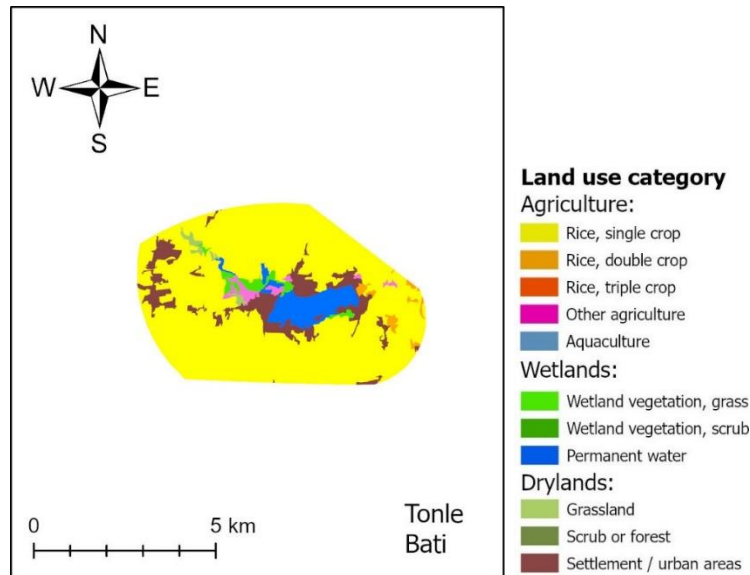 N
W E
S
Land use category
Agriculture:
Rice, single crop
Rice, double crop
Rice, triple crop
Other agriculture
Aquaculture
Wetlands:
Wetland vegetation, grass
Wetland vegetation, scrub
Permanent water
Drylands:
Grassland
Scrub or forest
Settlement / urban areas
0 5 km
Tonle
Bati